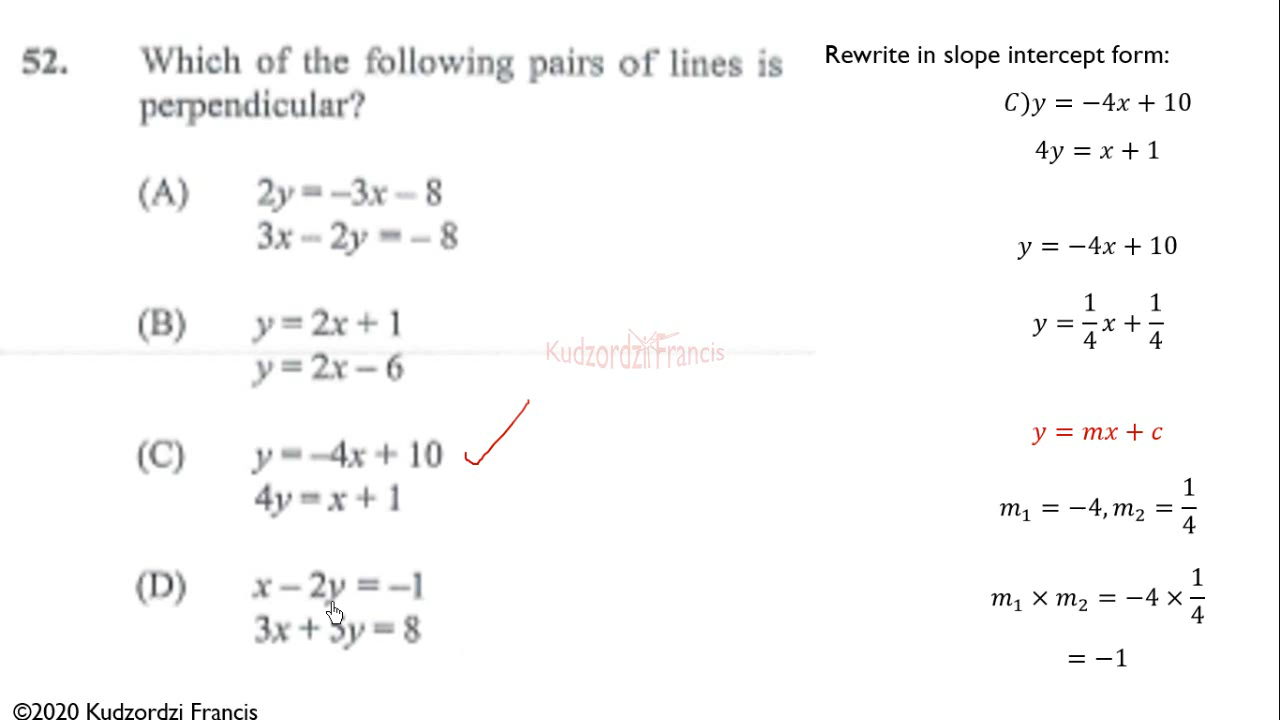 52. Which of the following pairs of lines is
perpendicular?
(A) 2y = –3x – 8
3x – 2y = – 8
(B) y = 2x + 1
y = 2x – 6
(C) y = –4x + 10
4y = x + 1
(D) x – 2y = –1
3x + 3y = 8
Kudzordzi Francis
Rewrite in slope intercept form:
C)y = −4x + 10
4y = x + 1
y = −4x + 10
y = 1/4 x + 1/4
y = mx + c
m₁ = −4, m₂ = 1/4
m₁ × m₂ = −4 × 1/4
= −1
©2020 Kudzordzi Francis